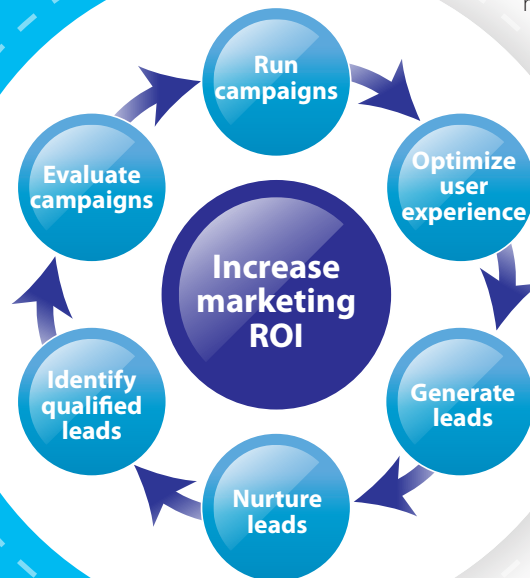 Run
campaigns
Optimize
user
experience
Generate
leads
Nurture
leads
Identify
qualified
leads
Evaluate
campaigns
Increase
marketing
ROI